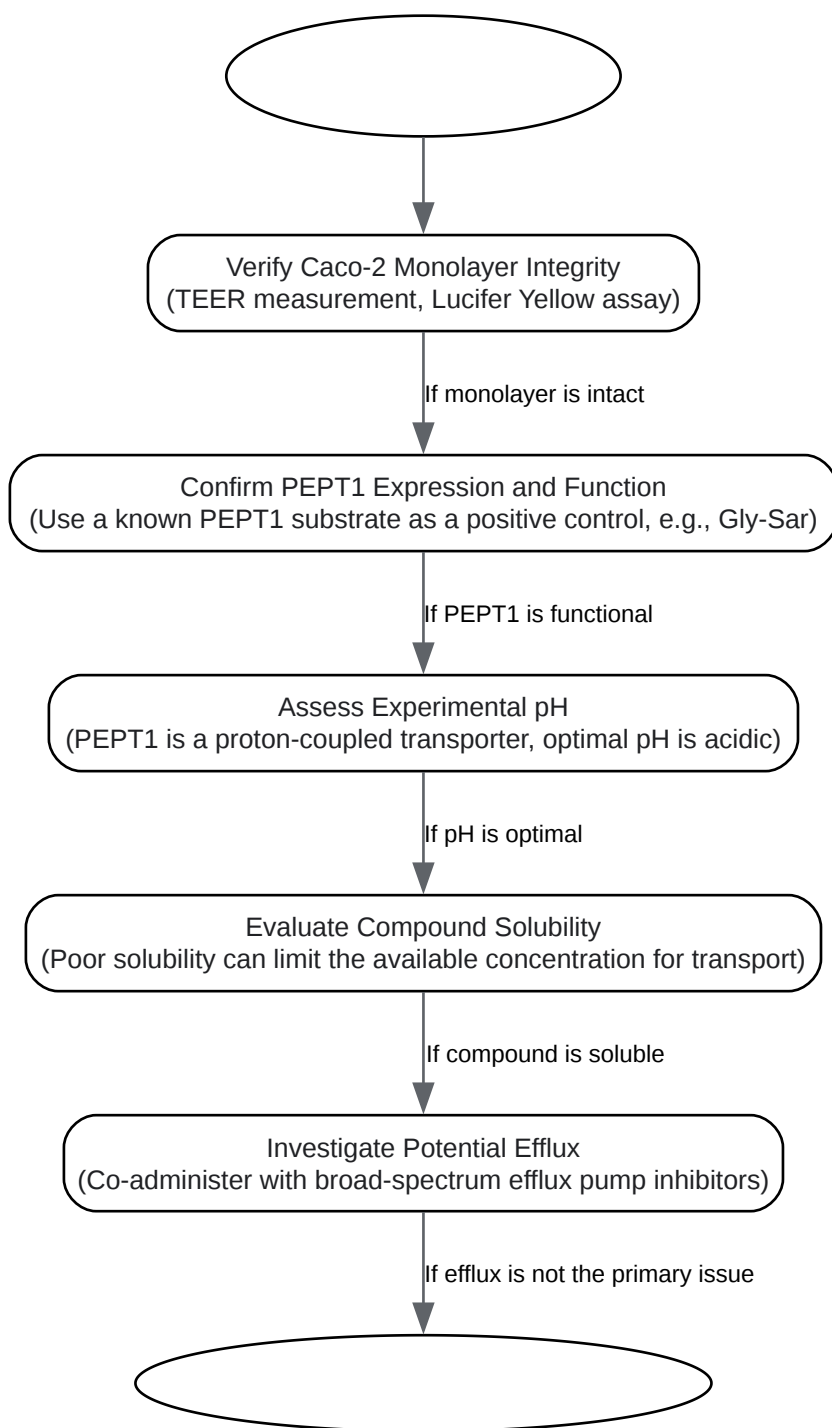 Verify Caco-2 Monolayer Integrity
(TEER measurement, Lucifer Yellow assay)
If monolayer is intact
Confirm PEPT1 Expression and Function
(Use a known PEPT1 substrate as a positive control, e.g., Gly-Sar)
If PEPT1 is functional
Assess Experimental pH
(PEPT1 is a proton-coupled transporter, optimal pH is acidic)
If pH is optimal
Evaluate Compound Solubility
(Poor solubility can limit the available concentration for transport)
If compound is soluble
Investigate Potential Efflux
(Co-administer with broad-spectrum efflux pump inhibitors)
If efflux is not the primary issue